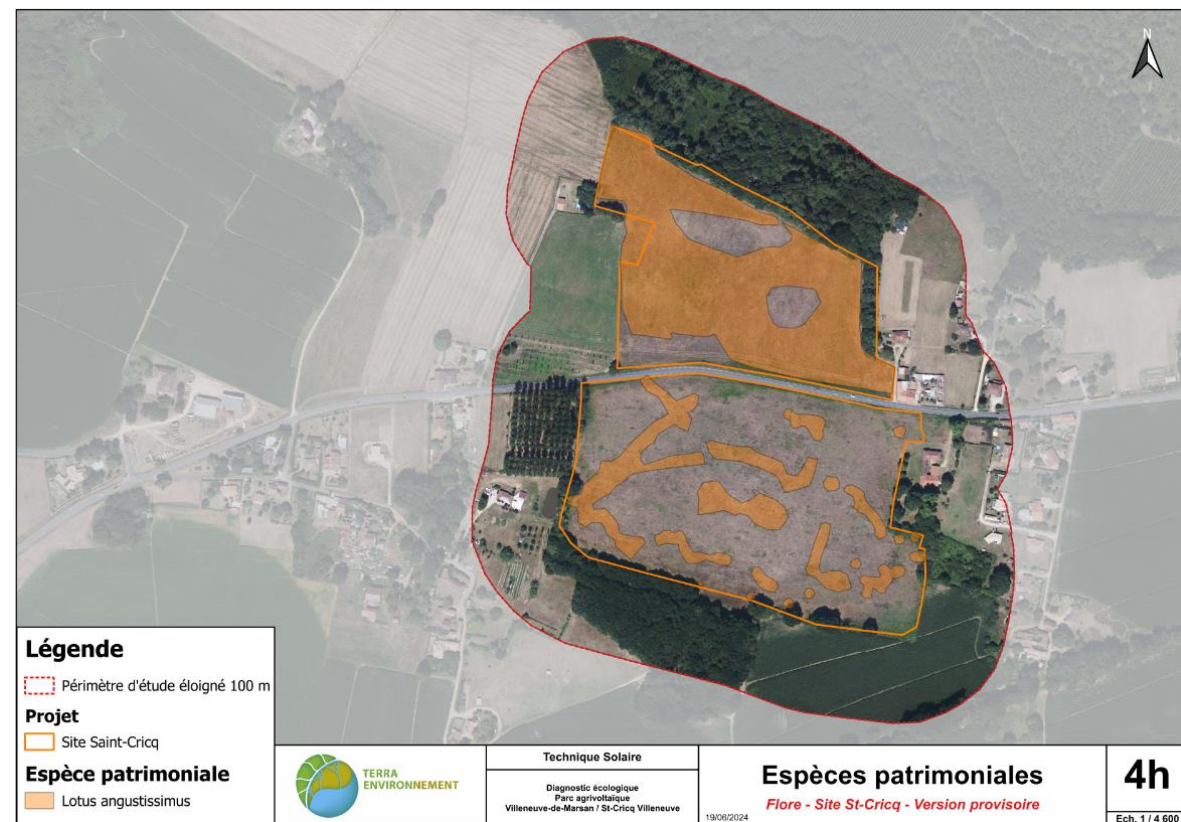 N
Légende
Périmètre d'étude éloigné 100 m
Projet
Site Saint-Cricq
Espèce patrimoniale
Lotus angustissimus
TERRA
ENVIRONNEMENT
Technique Solaire
Diagnostic écologique
Parc agrivoltaïque
Villeneuve-de-Marsan / St-Cricq Villeneuve
19/06/2024
Espèces patrimoniales
Flore - Site St-Cricq - Version provisoire
4h
Ech. 1 / 4 600